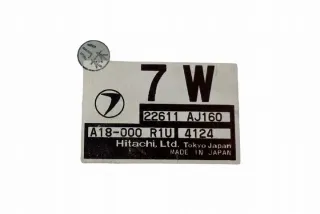 7 W
22611 AJ160
A18-000 R1U 4124
Hitachi, Ltd. Tokyo Japan
MADE IN JAPAN